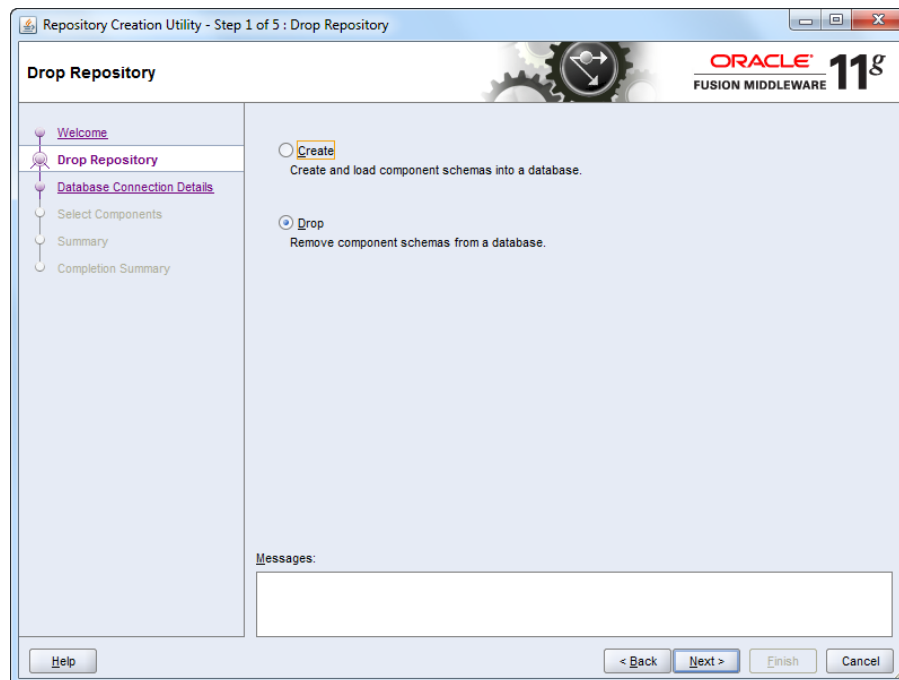 Repository Creation Utility - Step 1 of 5 : Drop Repository
Drop Repository
ORACLE
FUSION MIDDLEWARE 11g
Welcome
Drop Repository
Database Connection Details
Select Components
Summary
Completion Summary
Create
Create and load component schemas into a database.
Drop
Remove component schemas from a database.
Messages:
Help
< Back
Next >
Finish
Cancel